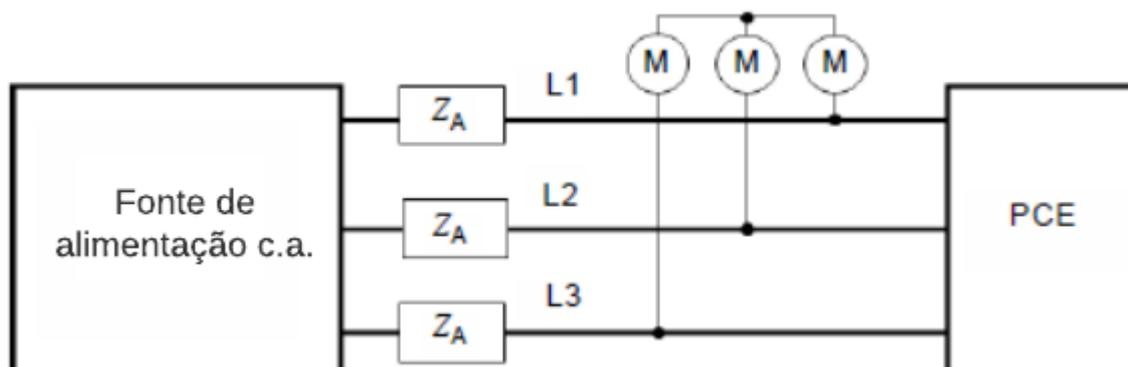 M M M
L1
Z_A
Fonte de
alimentação c.a.
L2
Z_A
PCE
L3
Z_A